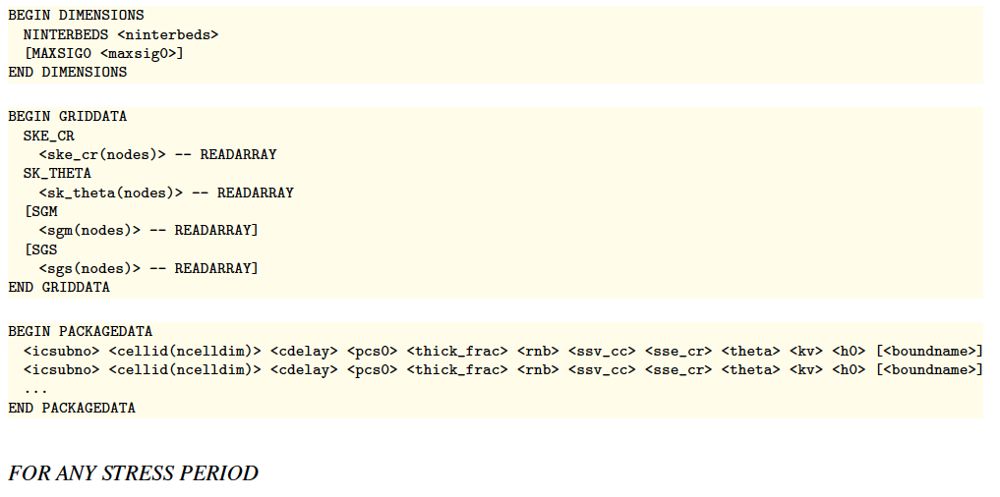 BEGIN DIMENSIONS
NINTERBEDS <ninterbeds>
[MAXSIG0 <maxsig0>]
END DIMENSIONS
BEGIN GRIDDATA
SKE_CR
<ske_cr(nodes)> -- READARRAY
SK_THETA
<sk_theta(nodes)> -- READARRAY
[SGM
<sgm(nodes)> -- READARRAY]
[SGS
<sgs(nodes)> -- READARRAY]
END GRIDDATA
BEGIN PACKAGEDATA
<icsubno> <cellid(ncelldim)> <cdelay> <pcs0> <thick_frac> <rnb> <ssv_cc> <sse_cr> <theta> <kv> <h0> [<boundname>]
<icsubno> <cellid(ncelldim)> <cdelay> <pcs0> <thick_frac> <rnb> <ssv_cc> <sse_cr> <theta> <kv> <h0> [<boundname>]
...
END PACKAGEDATA
FOR ANY STRESS PERIOD